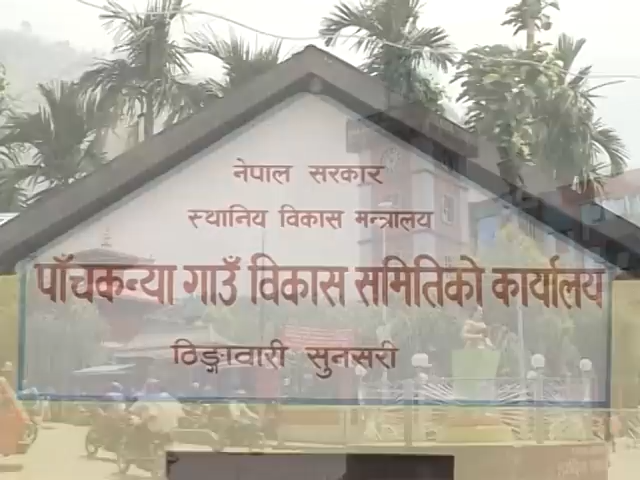 नेपाल सरकार
स्थानिय विकास मन्त्रालय
पाँचकन्या गाउँ विकास समितिको कार्यालय
ठिङ्गावारी सुनसरी